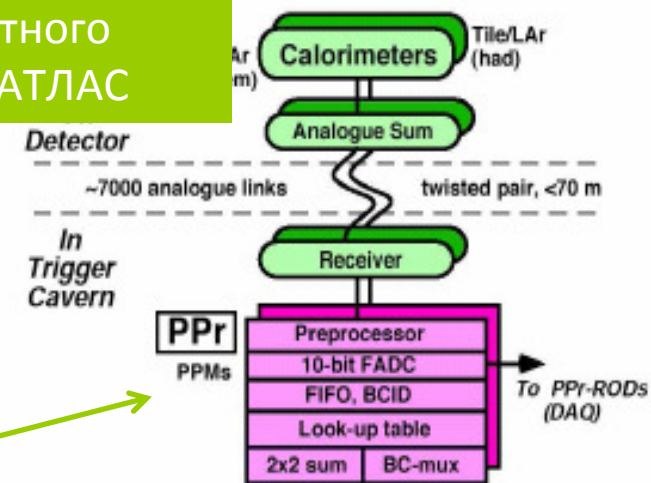 тного
АТЛАС
Calorimeters
Tile/LAr
(had)
Analogue Sum
Detector
~7000 analogue links
twisted pair, <70 m
In
Trigger
Cavern
Receiver
PPr
PPMs
Preprocessor
10-bit FADC
FIFO, BCID
Look-up table
2x2 sum
BC-mux
To PPr-RODs
(DAQ)